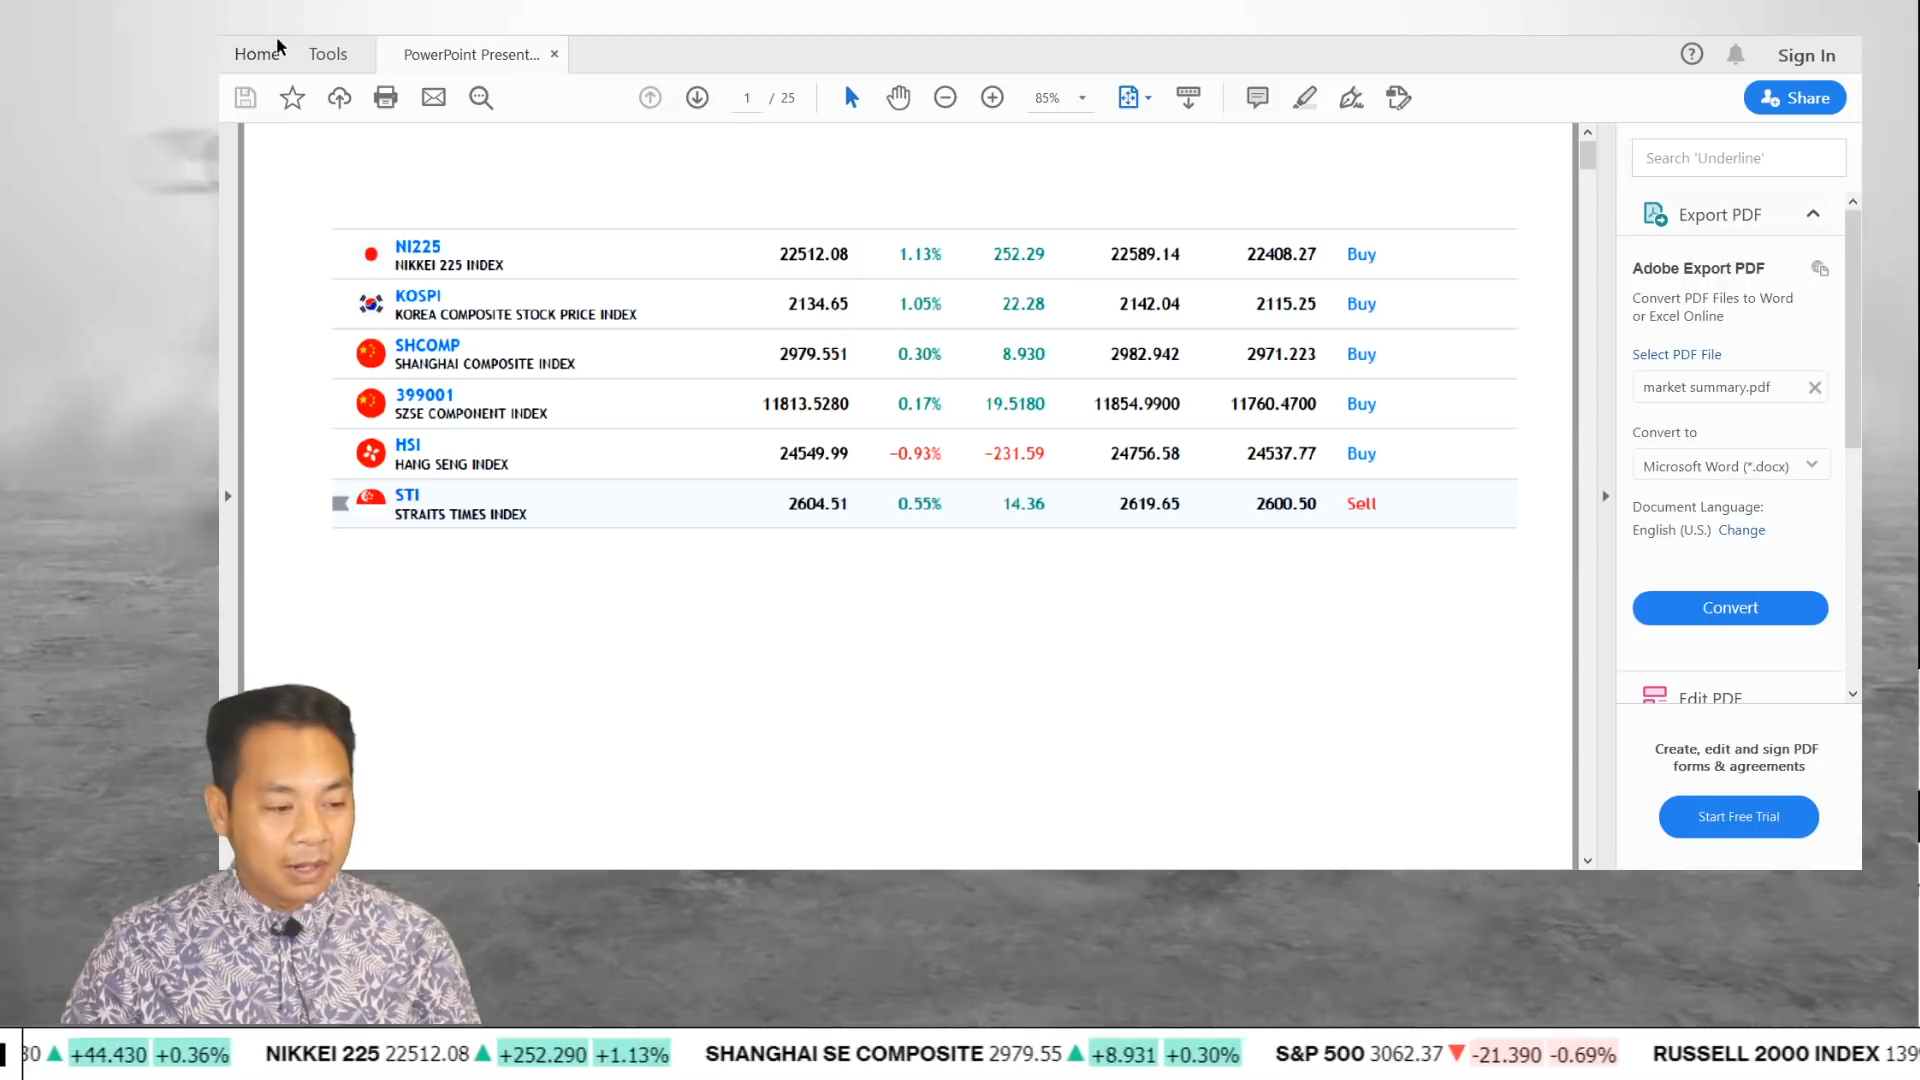 Home Tools PowerPoint Present... × Sign In
1 / 25 85% Share
Search 'Underline'
Export PDF
Adobe Export PDF
Convert PDF Files to Word
or Excel Online
Select PDF File
market summary.pdf
Convert to
Microsoft Word (*.docx)
Document Language:
English (U.S.) Change
Convert
Edit PDF
Create, edit and sign PDF
forms & agreements
Start Free Trial
NI225
NIKKEI 225 INDEX
22512.08 1.13% 252.29 22589.14 22408.27 Buy
KOSPI
KOREA COMPOSITE STOCK PRICE INDEX
2134.65 1.05% 22.28 2142.04 2115.25 Buy
SHCOMP
SHANGHAI COMPOSITE INDEX
2979.551 0.30% 8.930 2982.942 2971.223 Buy
399001
SZSE COMPONENT INDEX
11813.5280 0.17% 19.5180 11854.9900 11760.4700 Buy
HSI
HANG SENG INDEX
24549.99 −0.93% −231.59 24756.58 24537.77 Buy
STI
STRAITS TIMES INDEX
2604.51 0.55% 14.36 2619.65 2600.50 Sell
30 ▲ +44.430 +0.36% NIKKEI 225 22512.08 ▲ +252.290 +1.13% SHANGHAI SE COMPOSITE 2979.55 ▲ +8.931 +0.30% S&P 500 3062.37 ▼ -21.390 -0.69% RUSSELL 2000 INDEX 139